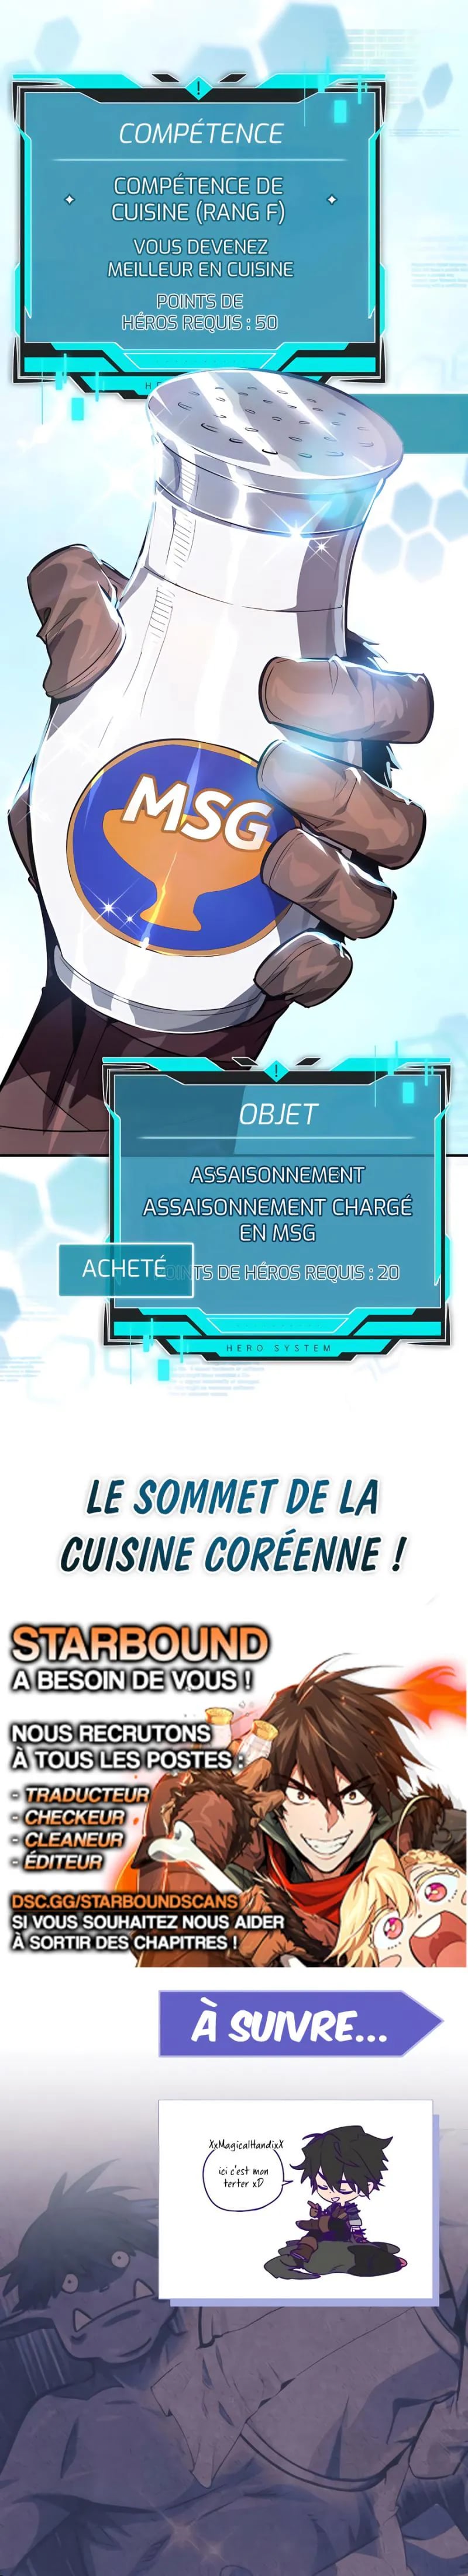 !
COMPÉTENCE
COMPÉTENCE DE
CUISINE (RANG F)
VOUS DEVENEZ
MEILLEUR EN CUISINE
POINTS DE
HÉROS REQUIS : 50
MSG
!
OBJET
ASSAISONNEMENT
ASSAISONNEMENT CHARGÉ
EN MSG
ACHETÉ
POINTS DE HÉROS REQUIS : 20
HERO SYSTEM
LE SOMMET DE LA
CUISINE CORÉENNE !
STARBOUND
A BESOIN DE VOUS !
NOUS RECRUTONS
À TOUS LES POSTES :
- TRADUCTEUR
- CHECKEUR
- CLEANEUR
- ÉDITEUR
DSC.GG/STARBOUNDSCANS
SI VOUS SOUHAITEZ NOUS AIDER
À SORTIR DES CHAPITRES !
À SUIVRE...
XxMagicalHandixX
ici c'est mon
terter xD